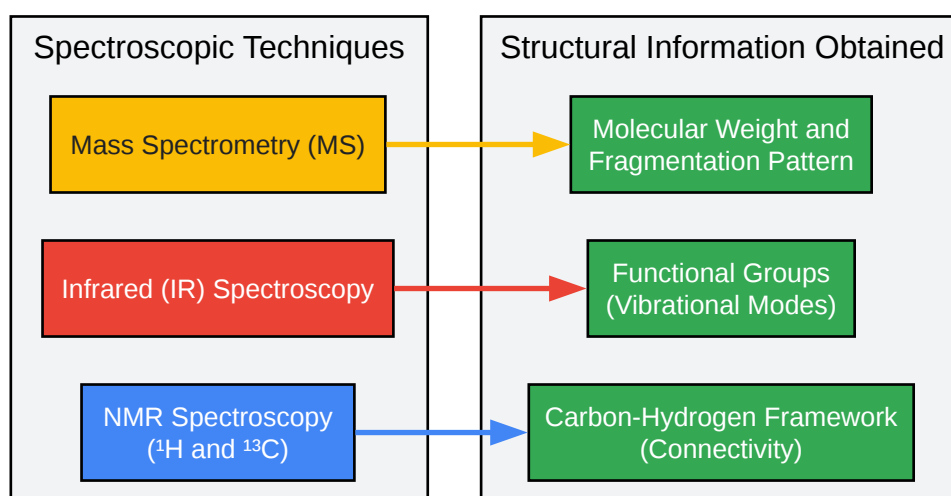 Spectroscopic Techniques
Structural Information Obtained
Mass Spectrometry (MS)
Molecular Weight and
Fragmentation Pattern
Infrared (IR) Spectroscopy
Functional Groups
(Vibrational Modes)
NMR Spectroscopy
(¹H and ¹³C)
Carbon-Hydrogen Framework
(Connectivity)